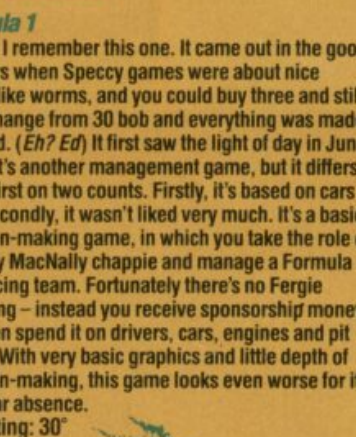 ula 1
I remember this one. It came out in the goo
s when Speccy games were about nice
like worms, and you could buy three and stil
hange from 30 bob and everything was mad
d. (Eh? Ed) It first saw the light of day in Jun
t's another management game, but it differs
irst on two counts. Firstly, it's based on cars
condly, it wasn't liked very much. It's a basi
n-making game, in which you take the role
y MacNally chappie and manage a Formula
cing team. Fortunately there's no Fergie
ng – instead you receive sponsorship money
n spend it on drivers, cars, engines and pit
With very basic graphics and little depth of
n-making, this game looks even worse for i
ar absence.
ting: 30°